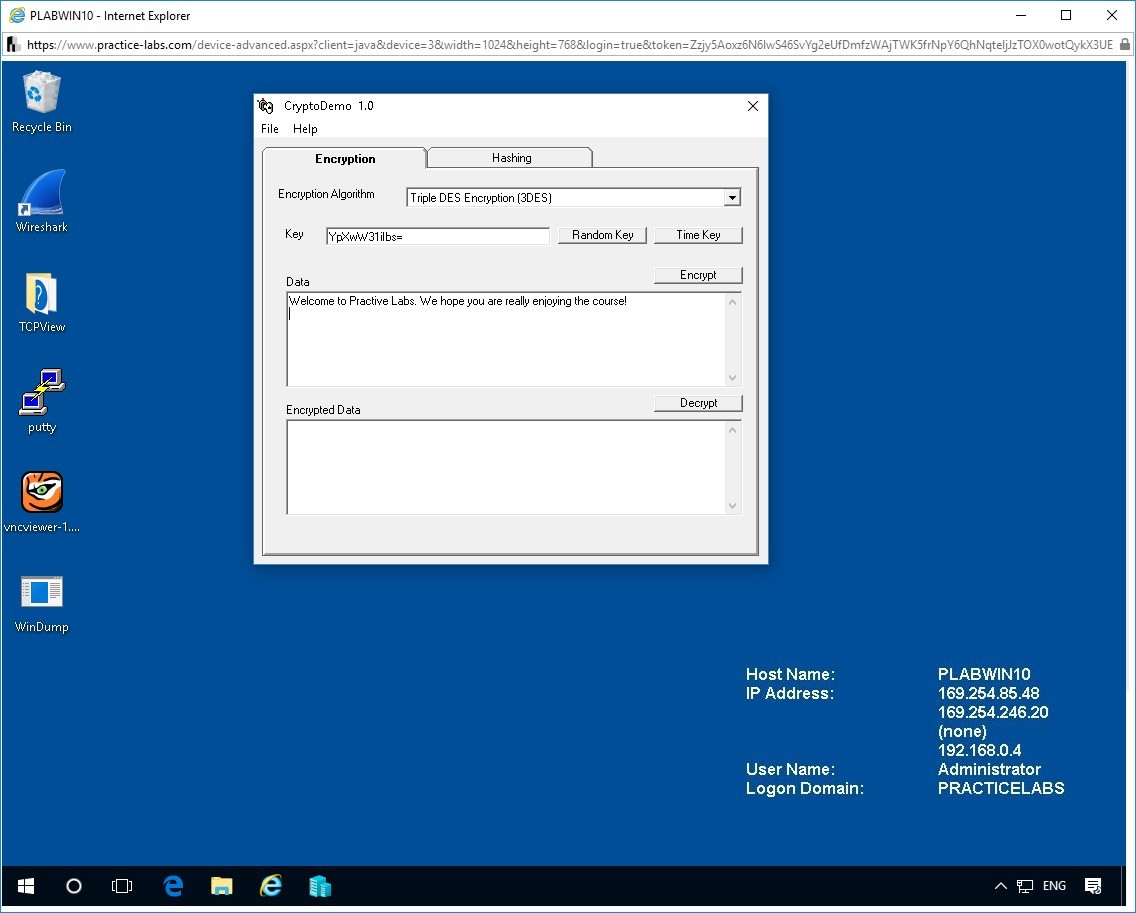 PLABWIN10 - Internet Explorer
https://www.practice-labs.com/device-advanced.aspx?client=java&device=3&width=1024&height=768&login=true&token=Zzjy5Aoxz6N6IwS46SvYg2eUfDmfzWAjTWK5frNpY6QhNqteIjJzTOX0wotQykX3UE
Recycle Bin
Wireshark
TCPView
putty
vncviewer-1....
WinDump
CryptoDemo 1.0
File Help
Encryption Hashing
Encryption Algorithm Triple DES Encryption (3DES)
Key YpXwW31iIbs= Random Key Time Key
Encrypt
Data
Welcome to Practive Labs. We hope you are really enjoying the course!
Decrypt
Encrypted Data
Host Name: PLABWIN10
IP Address: 169.254.85.48
169.254.246.20
(none)
192.168.0.4
User Name: Administrator
Logon Domain: PRACTICELABS
ENG